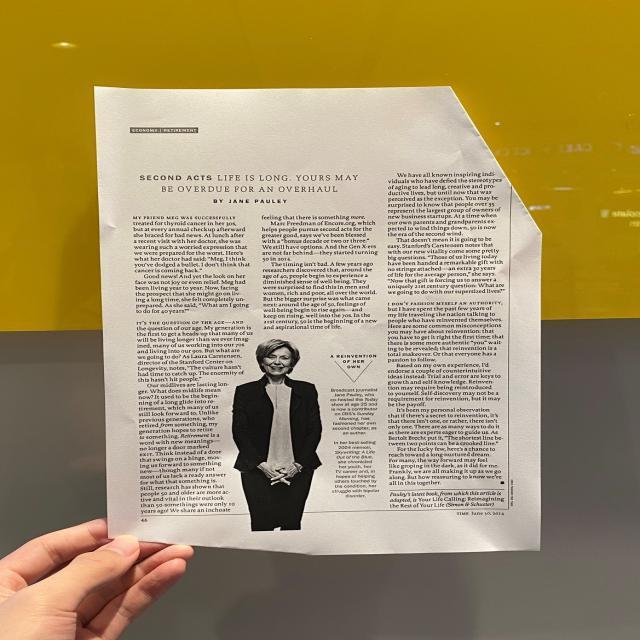 ECONOMY | RETIREMENT
SECOND ACTS LIFE IS LONG. YOURS MAY
BE OVERDUE FOR AN OVERHAUL
BY JANE PAULEY
MY FRIEND MEG WAS SUCCESSFULLY
treated for thyroid cancer in her 30s,
but at every annual checkup afterward
she braced for bad news. At lunch after
a recent visit with her doctor, she was
wearing such a worried expression that
we were prepared for the worst. Here's
what her doctor had said: "Meg, I think
you've dodged a bullet. I don't think that
cancer is coming back."
Good news! And yet the look on her
face was not joy or even relief. Meg had
been living year to year. Now, facing
the prospect that she might go on liv-
ing a long time, she felt completely un-
prepared. As she said, "What am I going
to do for 40 years?"
IT'S THE QUESTION OF THE AGE—AND
the question of our age. My generation is
the first to get a heads-up that many of us
will be living longer than we ever imag-
ined, many of us working into our 70s
and living into our 90s. But what are
we going to do? As Laura Carstensen,
director of the Stanford Center on
Longevity, notes, "The culture hasn't
had time to catch up. The enormity of
this hasn't hit people."
Our midlives are lasting lon-
ger. What does midlife mean
now? It used to be the begin-
ning of a long glide into re-
tirement, which many of us
still look forward to. Unlike
previous generations, who
retired from something, my
generation hopes to retire
to something. Retirement is a
word with new meanings—
no longer a door marked
EXIT. Think instead of a door
that swings on a hinge, mov-
ing us forward to something
new—though many if not
most of us lack a ready answer
for what that something is.
Still, research has shown that
people 50 and older are more ac-
tive and vital in their outlook
than 50-somethings were only 10
years ago! We share an inchoate
feeling that there is something more.
Marc Freedman of Encore.org, which
helps people pursue second acts for the
greater good, says we've been blessed
with a "bonus decade or two or three."
We still have options. And the Gen X-ers
are not far behind—they started turning
50 in 2014.
The timing isn't bad. A few years ago
researchers discovered that, around the
age of 40, people begin to experience a
diminished sense of well-being. They
were surprised to find this in men and
women, rich and poor, all over the world.
But the bigger surprise was what came
next: around the age of 50, feelings of
well-being began to rise again—and
keep on rising, well into the 70s. In the
21st century, 50 is the beginning of a new
and aspirational time of life.
A REINVENTION
OF HER
OWN
Broadcast journalist
Jane Pauley, who
co-hosted the Today
show at age 25 and
is now a contributor
on CBS's Sunday
Morning, has
fashioned her own
second chapter, as
an author.
In her best-selling
2004 memoir,
Skywriting: A Life
Out of the Blue,
she chronicled
her youth, her
TV career and, in
hopes of helping
others touched by
the condition, her
struggle with bipolar
disorder.
We have all known inspiring indi-
viduals who have defied the stereotypes
of aging to lead long, creative and pro-
ductive lives, but until now that was
perceived as the exception. You may be
surprised to know that people over 55
represent the largest group of owners of
new business startups. At a time when
our own parents and grandparents ex-
pected to wind things down, 50 is now
the era of the second wind.
That doesn't mean it is going to be
easy. Stanford's Carstensen notes that
with our new vitality come some pretty
big questions. "Those of us living today
have been handed a remarkable gift with
no strings attached—an extra 30 years
of life for the average person," she says.
"Now that gift is forcing us to answer a
uniquely 21st century question. What are
we going to do with our supersized lives?"
I DON'T FASHION MYSELF AN AUTHORITY,
but I have spent the past few years of
my life traveling the nation talking to
people who have reinvented themselves.
Here are some common misconceptions
you may have about reinvention: that you
have to get it right the first time; that
there is some more authentic "you" wait-
ing to be revealed; that reinvention is a
total makeover. Or that everyone has a
passion to follow.
Based on my own experience, I'd
endorse a couple of counterintuitive
ideas instead: Trial and error are keys to
growth and self-knowledge. Reinven-
tion may require being reintroduced
to yourself. Self-discovery may not be a
requirement for reinvention, but it may
be the payoff.
It's been my personal observation
that if there's a secret to reinvention, it's
that there isn't one, or rather, there isn't
only one. There are as many ways to do it
as there are experts eager to guide us. As
Bertolt Brecht put it, "The shortest line be-
tween two points can be a crooked line."
For the lucky few, here's a chance to
reach toward a long-nurtured dream.
For many, the way forward may feel
like groping in the dark, as it did for me.
Frankly, we are all making it up as we go
along. But how reassuring to know we're
all in this together.
Pauley's latest book, from which this article is
adapted, is Your Life Calling: Reimagining
the Rest of Your Life (Simon & Schuster)
44
TIME June 30, 2014